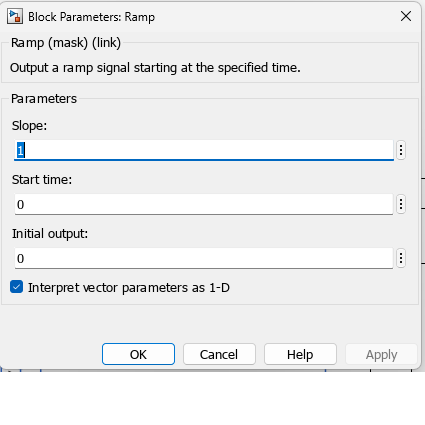 Block Parameters: Ramp
Ramp (mask) (link)
Output a ramp signal starting at the specified time.
Parameters
Slope:
1
Start time:
0
Initial output:
0
Interpret vector parameters as 1-D
OK Cancel Help Apply